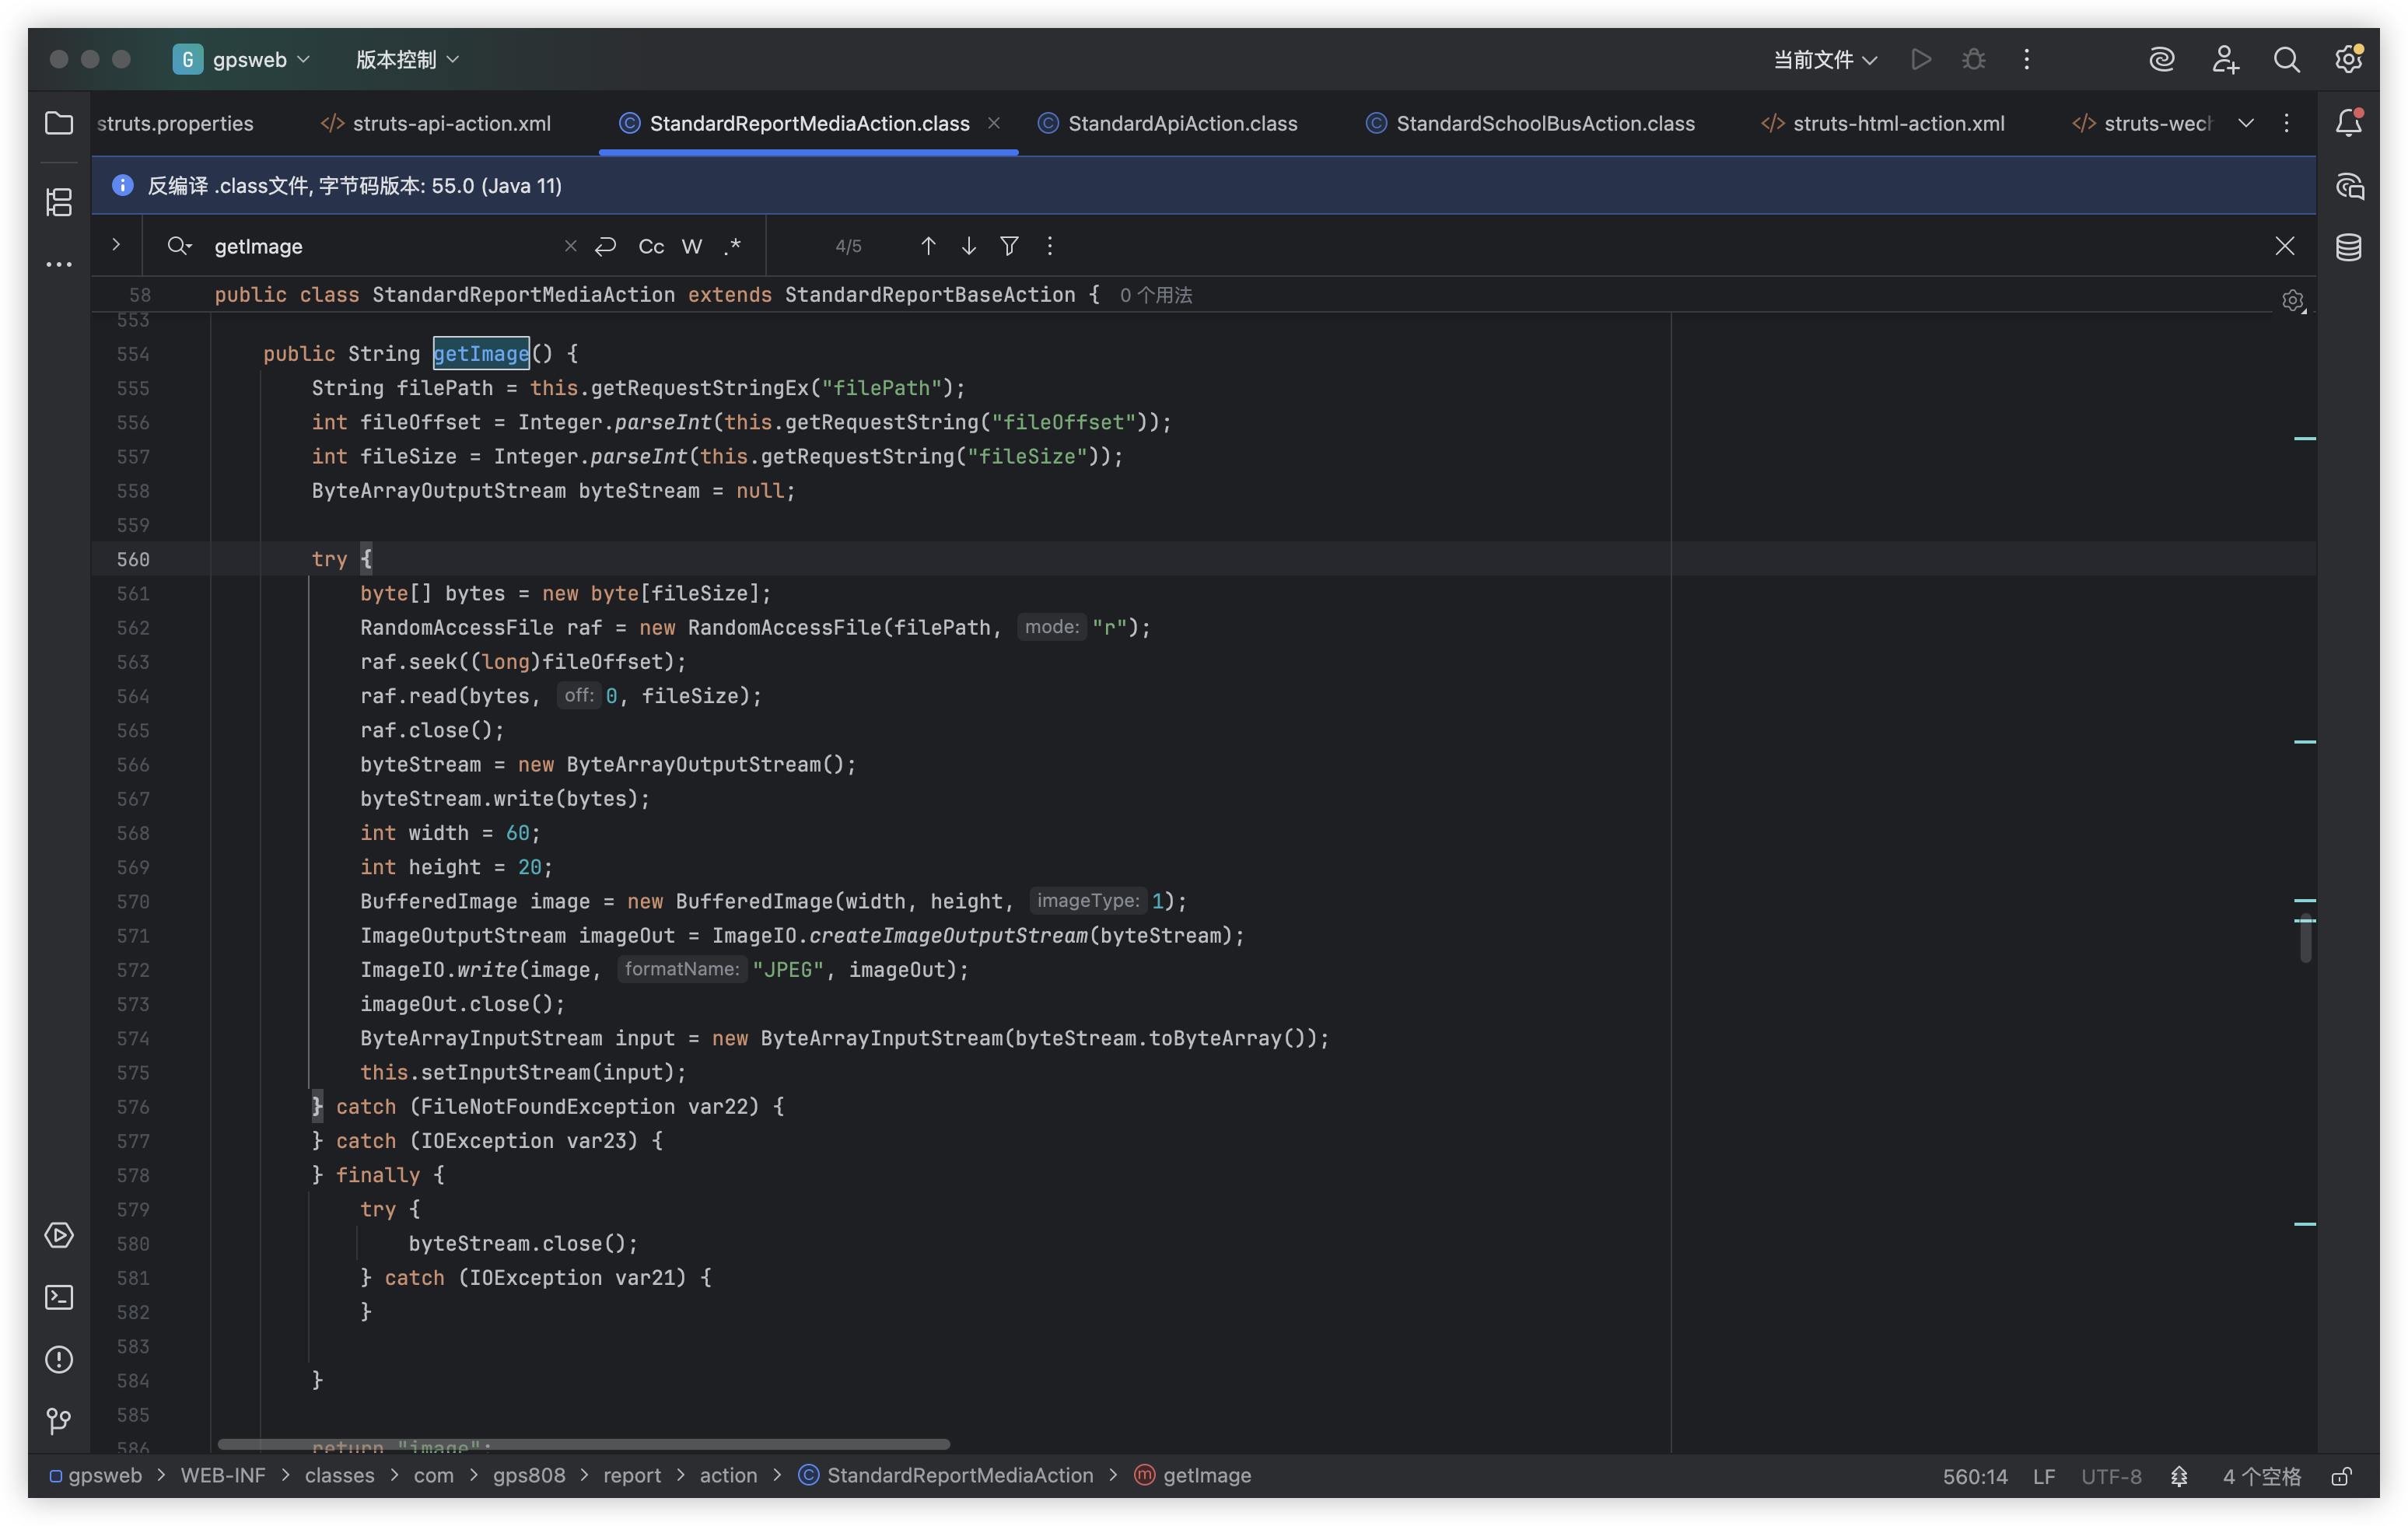 G gpsweb 版本控制 当前文件
struts.properties struts-api-action.xml StandardReportMediaAction.class StandardApiAction.class StandardSchoolBusAction.class struts-html-action.xml struts-wec
反编译 .class文件, 字节码版本: 55.0 (Java 11)
getImage Cc W .* 4/5
58 public class StandardReportMediaAction extends StandardReportBaseAction { 0 个用法
553
554 public String getImage() {
555 String filePath = this.getRequestStringEx("filePath");
556 int fileOffset = Integer.parseInt(this.getRequestString("fileOffset"));
557 int fileSize = Integer.parseInt(this.getRequestString("fileSize"));
558 ByteArrayOutputStream byteStream = null;
559
560 try {
561 byte[] bytes = new byte[fileSize];
562 RandomAccessFile raf = new RandomAccessFile(filePath, mode: "r");
563 raf.seek((long)fileOffset);
564 raf.read(bytes, off: 0, fileSize);
565 raf.close();
566 byteStream = new ByteArrayOutputStream();
567 byteStream.write(bytes);
568 int width = 60;
569 int height = 20;
570 BufferedImage image = new BufferedImage(width, height, imageType: 1);
571 ImageOutputStream imageOut = ImageIO.createImageOutputStream(byteStream);
572 ImageIO.write(image, formatName: "JPEG", imageOut);
573 imageOut.close();
574 ByteArrayInputStream input = new ByteArrayInputStream(byteStream.toByteArray());
575 this.setInputStream(input);
576 } catch (FileNotFoundException var22) {
577 } catch (IOException var23) {
578 } finally {
579 try {
580 byteStream.close();
581 } catch (IOException var21) {
582 }
583
584 }
585
586 return "image";
gpsweb > WEB-INF > classes > com > gps808 > report > action > StandardReportMediaAction > getImage 560:14 LF UTF-8 4 个空格